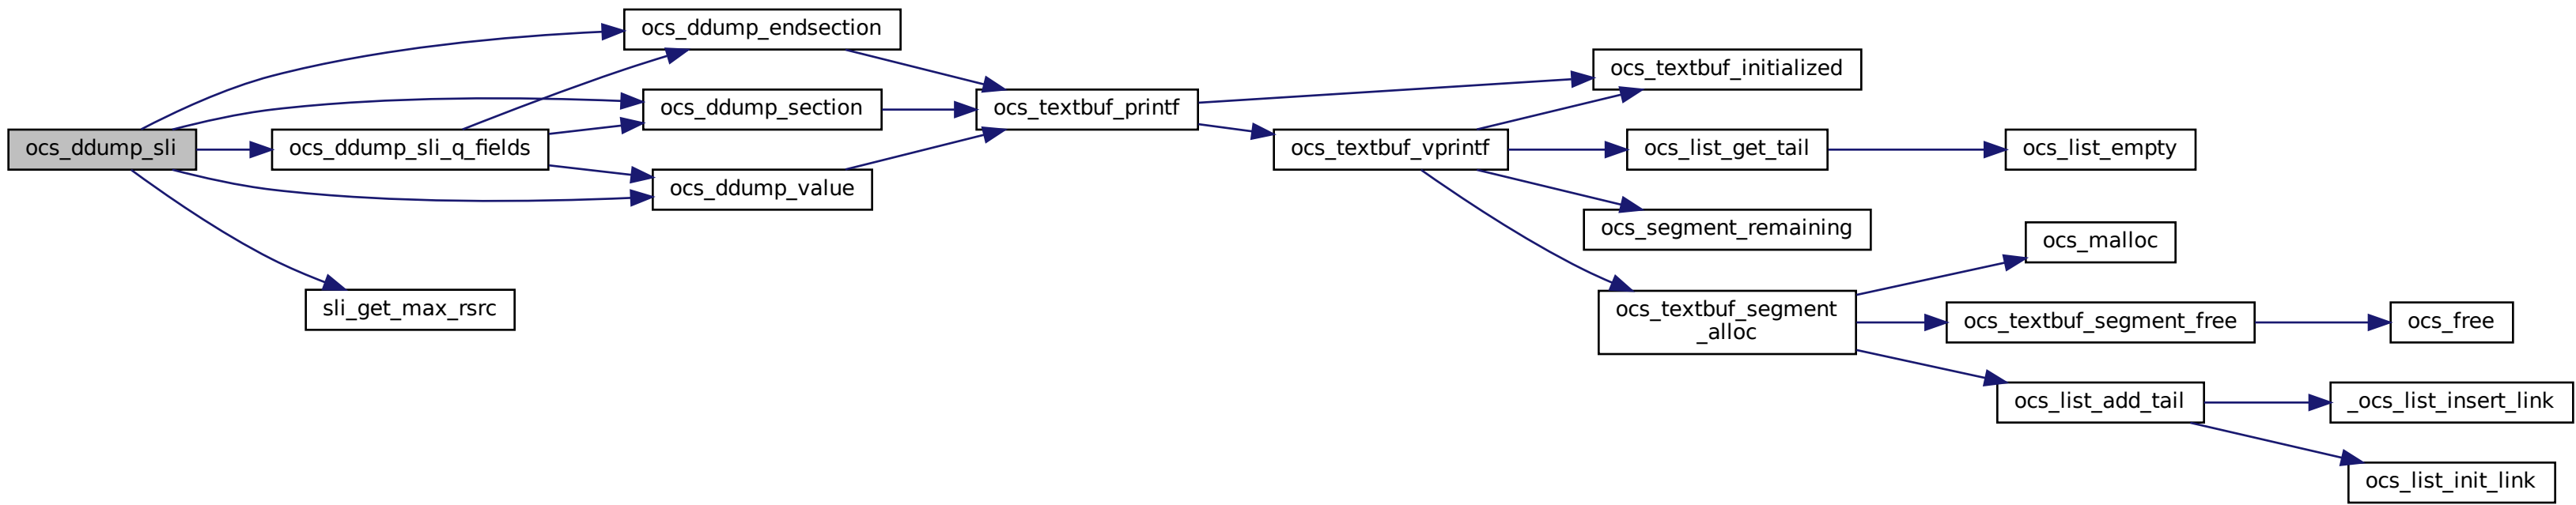 ocs_ddump_sli
ocs_ddump_endsection
ocs_ddump_section
ocs_ddump_sli_q_fields
ocs_ddump_value
sli_get_max_rsrc
ocs_textbuf_printf
ocs_textbuf_initialized
ocs_textbuf_vprintf
ocs_list_get_tail
ocs_list_empty
ocs_segment_remaining
ocs_textbuf_segment
_alloc
ocs_malloc
ocs_textbuf_segment_free
ocs_free
ocs_list_add_tail
_ocs_list_insert_link
ocs_list_init_link